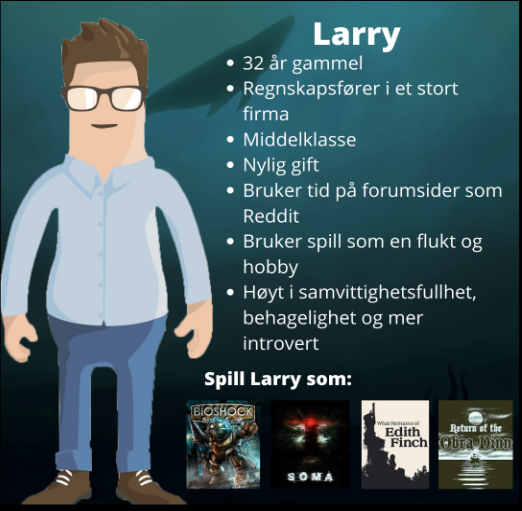 Larry
• 32 år gammel
• Regnskapsfører i et stort
firma
• Middelklasse
• Nylig gift
• Bruker tid på forumsider som
Reddit
• Bruker spill som en flukt og
hobby
• Høyt i samvittighetsfullhet,
behagelighet og mer
introvert
Spill Larry som:
BIOSHOCK
SOMA
What Remains of
Edith
Finch
Return of the
Obra Dinn